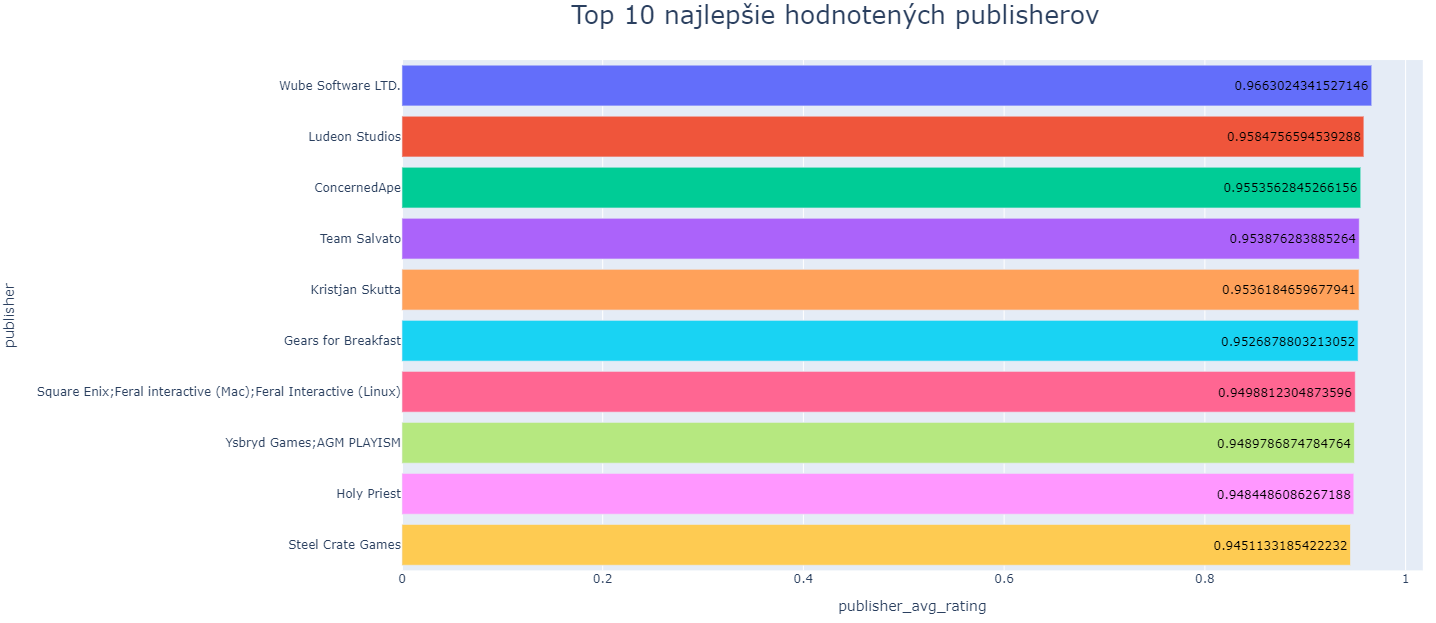 Top 10 najlepšie hodnotených publisherov
publisher
Wube Software LTD. 0.9663024341527146
Ludeon Studios 0.9584756594539288
ConcernedApe 0.9553562845266156
Team Salvato 0.953876283885264
Kristjan Skutta 0.9536184659677941
Gears for Breakfast 0.9526878803213052
Square Enix;Feral interactive (Mac);Feral Interactive (Linux) 0.9498812304873596
Ysbryd Games;AGM PLAYISM 0.9489786874784764
Holy Priest 0.9484486086267188
Steel Crate Games 0.9451133185422232
0 0.2 0.4 0.6 0.8 1
publisher_avg_rating